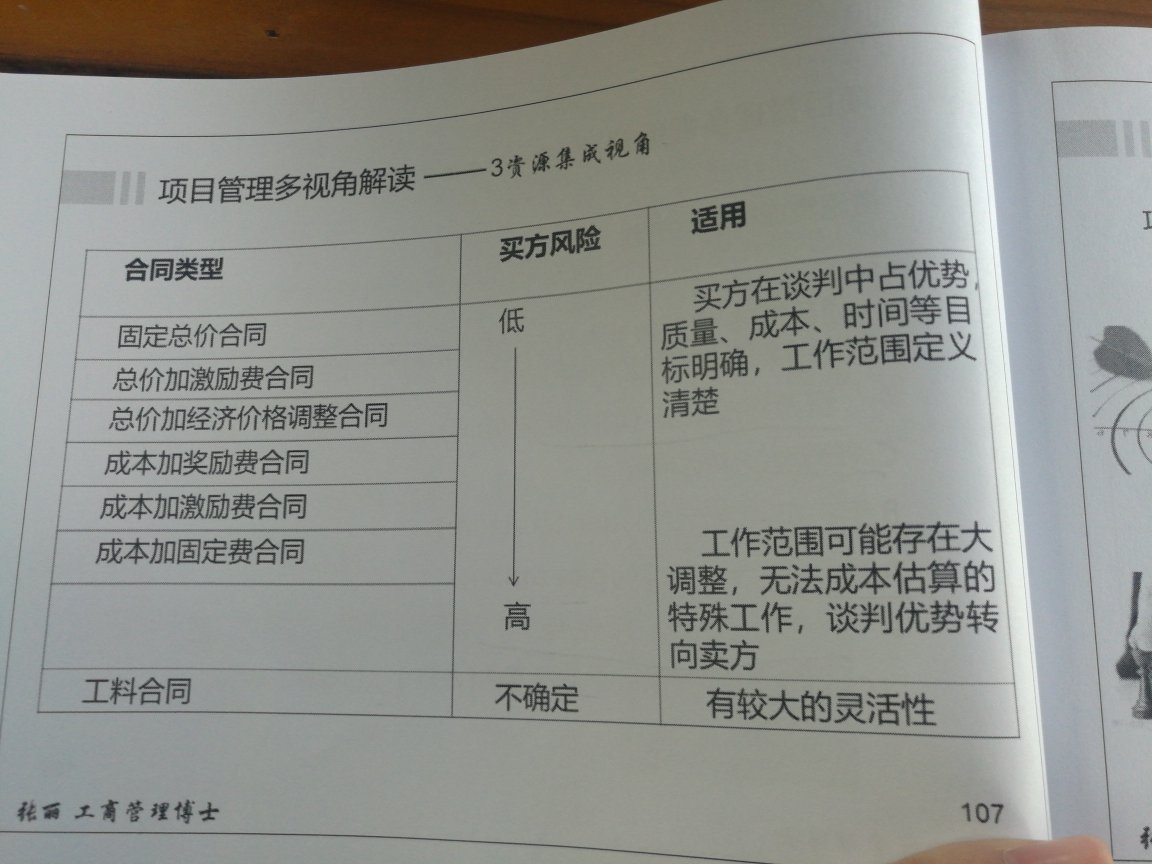 项目管理多视角解读——3资源集成视角
合同类型
买方风险
适用
固定总价合同
总价加激励费合同
总价加经济价格调整合同
成本加奖励费合同
成本加激励费合同
成本加固定费合同
低
高
买方在谈判中占优势，
质量、成本、时间等目
标明确，工作范围定义
清楚
工作范围可能存在大
调整，无法成本估算的
特殊工作，谈判优势转
向卖方
工料合同
不确定
有较大的灵活性
张丽 工商管理博士
107